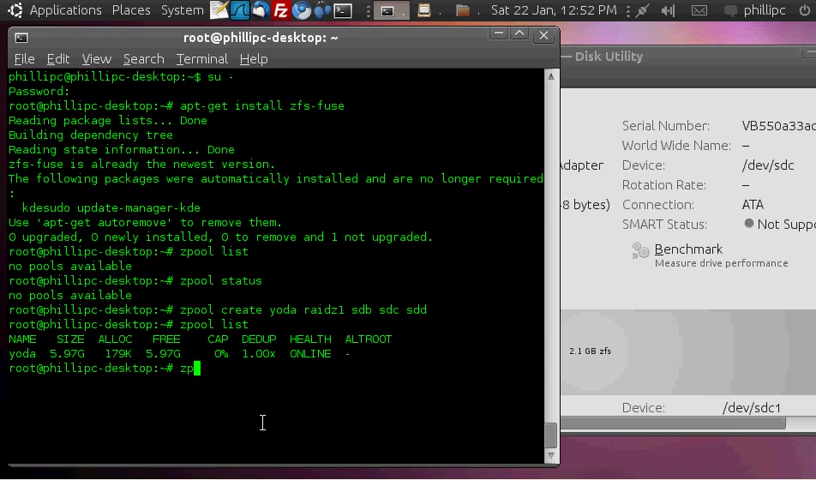 Applications Places System
Sat 22 Jan, 12:52 PM
phillipc
root@phillipc-desktop: ~
File Edit View Search Terminal Help
phillipc@phillipc-desktop:~$ su -
Password:
root@phillipc-desktop:~# apt-get install zfs-fuse
Reading package lists... Done
Building dependency tree
Reading state information... Done
zfs-fuse is already the newest version.
The following packages were automatically installed and are no longer required
:
kdesudo update-manager-kde
Use 'apt-get autoremove' to remove them.
0 upgraded, 0 newly installed, 0 to remove and 1 not upgraded.
root@phillipc-desktop:~# zpool list
no pools available
root@phillipc-desktop:~# zpool status
no pools available
root@phillipc-desktop:~# zpool create yoda raidz1 sdb sdc sdd
root@phillipc-desktop:~# zpool list
NAME SIZE ALLOC FREE CAP DEDUP HEALTH ALTROOT
yoda 5.97G 179K 5.97G 0% 1.00x ONLINE -
root@phillipc-desktop:~# zp
— Disk Utility
Serial Number: VB550a33ac
World Wide Name: –
Adapter
Device: /dev/sdc
Rotation Rate: –
-8 bytes)
Connection: ATA
SMART Status: Not Supp
Benchmark
Measure drive performance
2.1 GB zfs
Device: /dev/sdc1